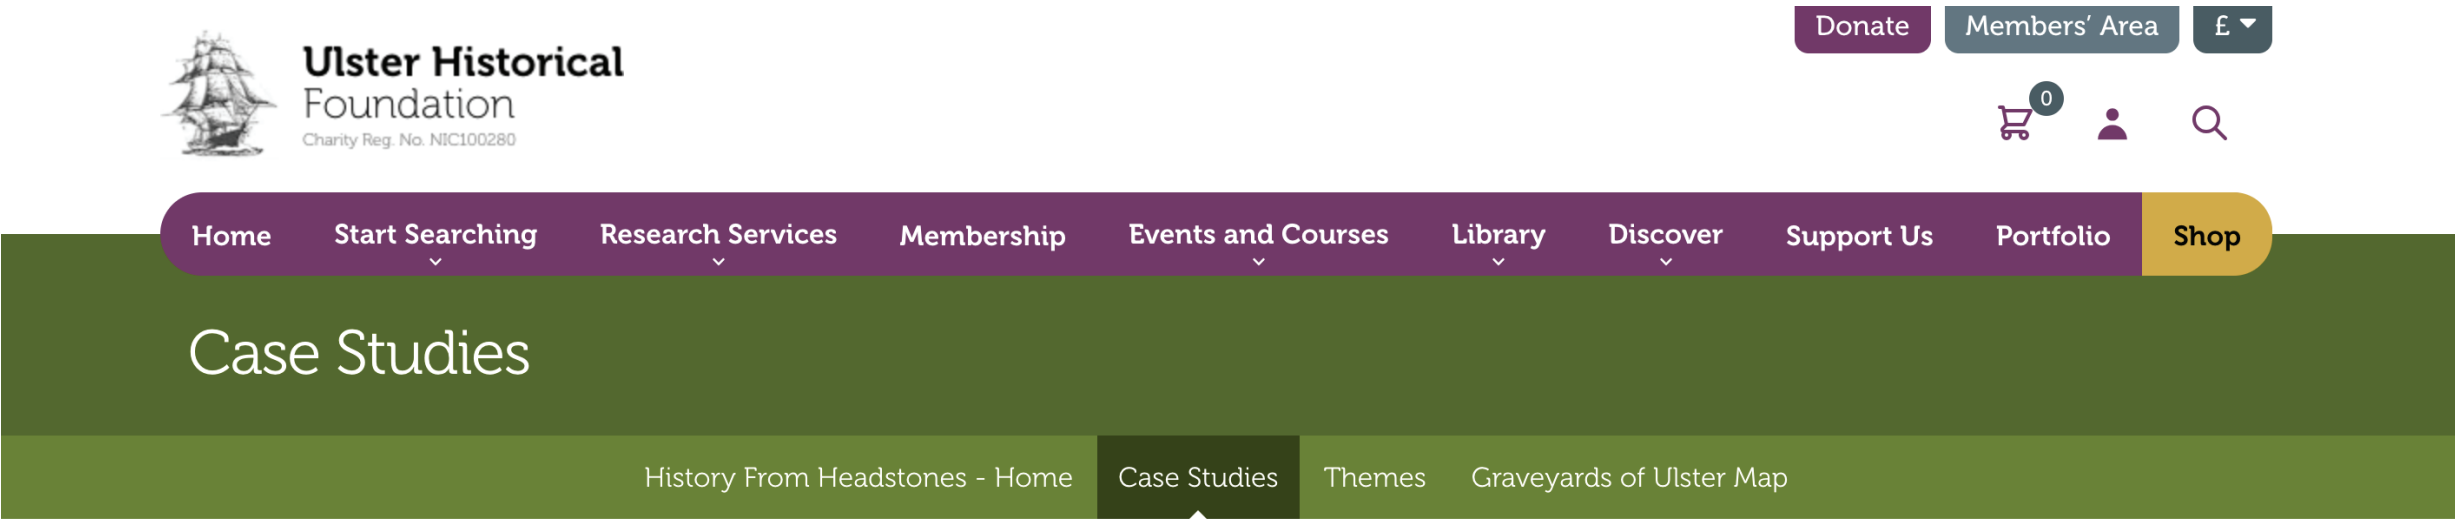 Donate
Members’ Area
£
Ulster Historical
Foundation
Charity Reg. No. NIC100280
0
Home
Start Searching
Research Services
Membership
Events and Courses
Library
Discover
Support Us
Portfolio
Shop
Case Studies
History From Headstones - Home
Case Studies
Themes
Graveyards of Ulster Map